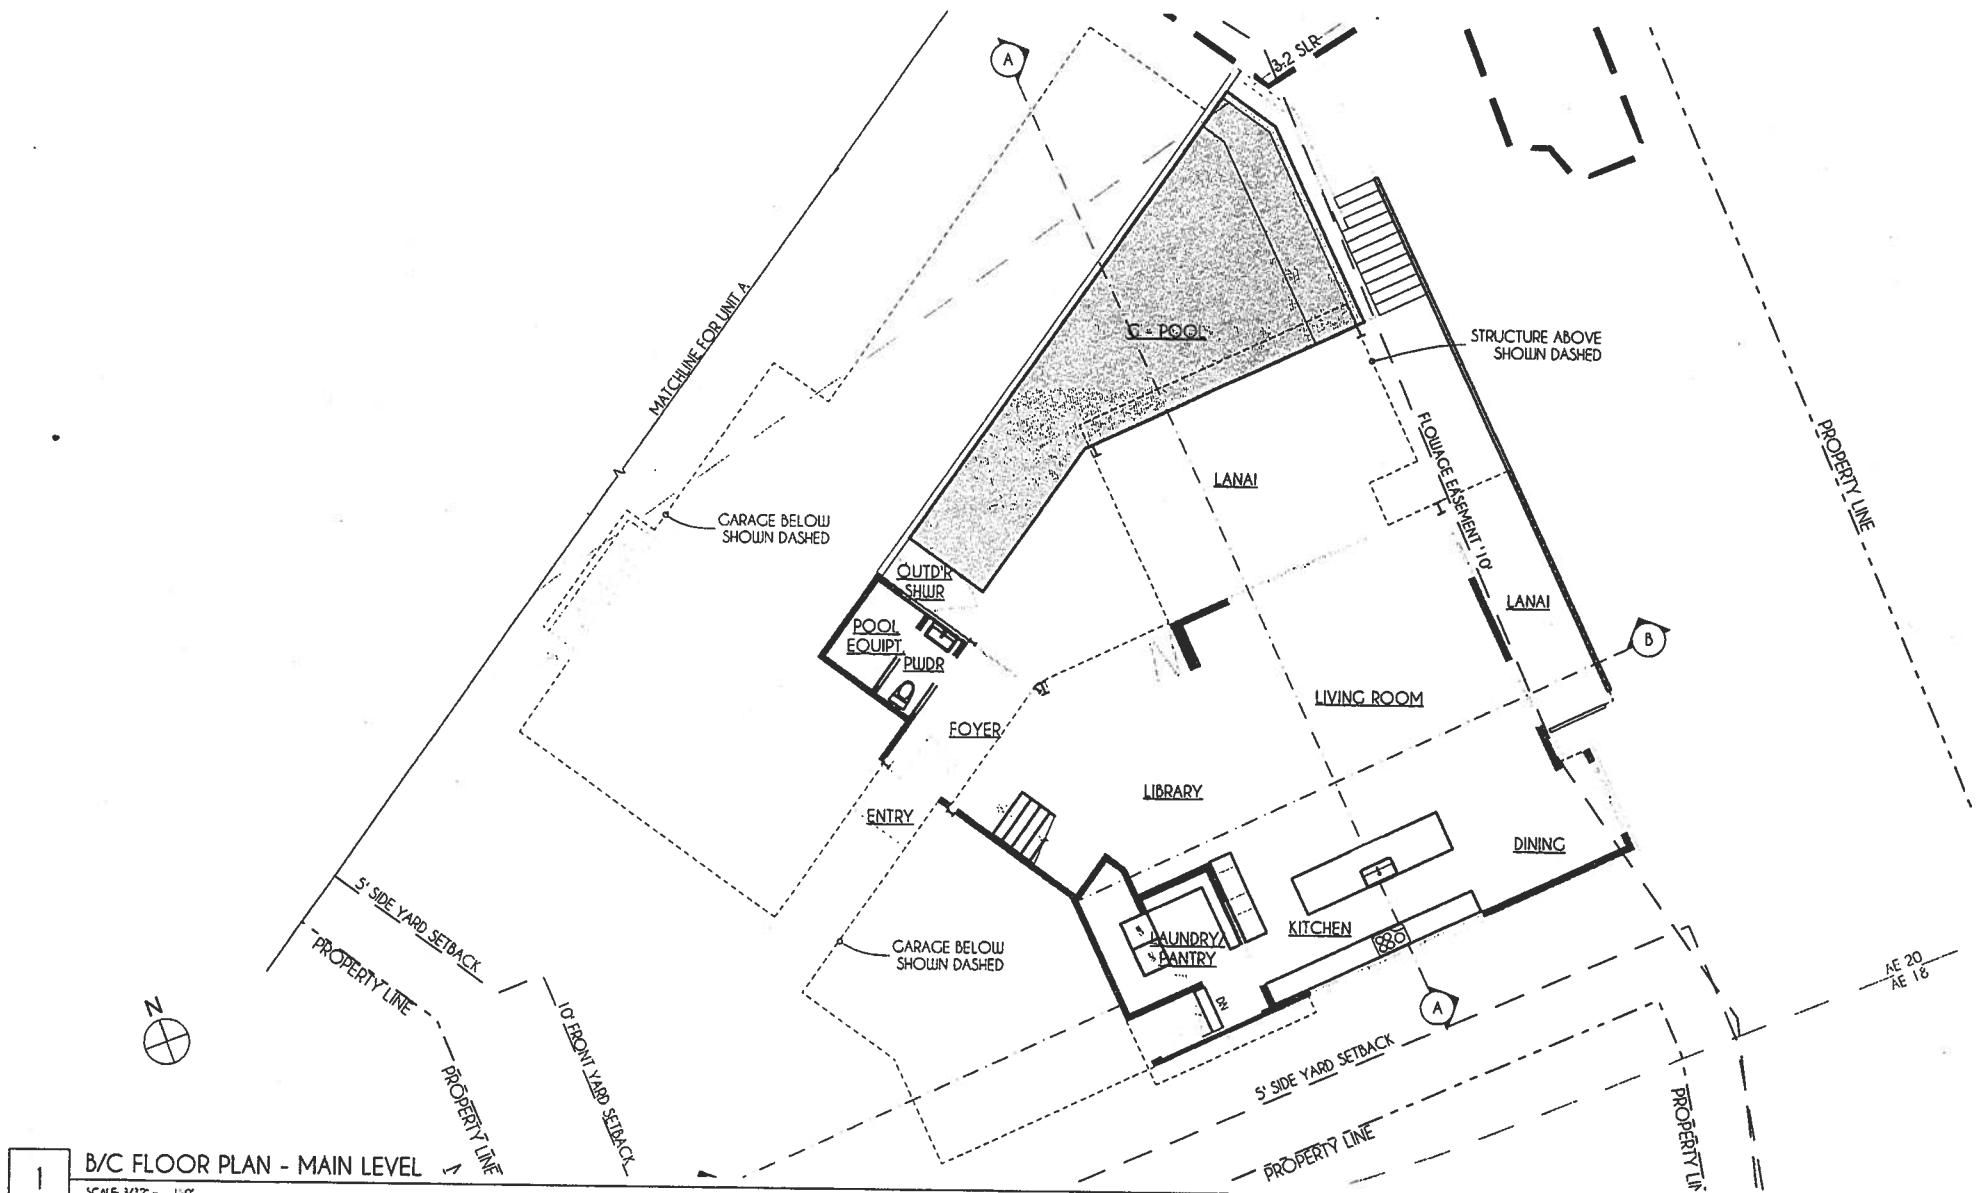 A
3.2 SLR
MATCHLINE FOR UNIT A
STRUCTURE ABOVE
SHOWN DASHED
PROPERTY LINE
FLOWAGE EASEMENT '10'
LANAI
GARAGE BELOW
SHOWN DASHED
OUTD'R
SHWR
LANAI
POOL
EQUIPT.
PWDR
B
LIVING ROOM
FOYER
LIBRARY
ENTRY
DINING
5' SIDE YARD SETBACK
KITCHEN
LAUNDRY/
PANTRY
GARAGE BELOW
SHOWN DASHED
PROPERTY LINE
AE 20
AE 18
N
DN
A
10' FRONT YARD SETBACK
5' SIDE YARD SETBACK
PROPERTY LINE
PROPERTY LINE
PROPERTY LIN
1
B/C FLOOR PLAN - MAIN LEVEL